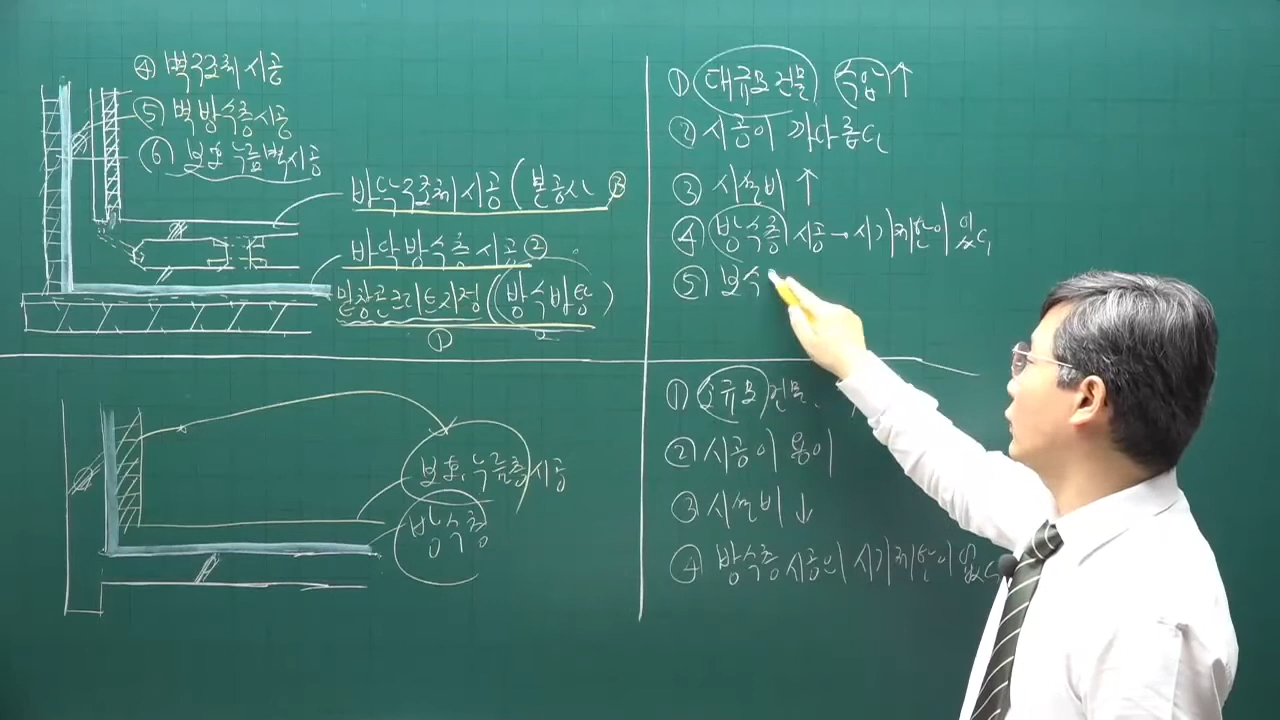 ④ 벽구조체 시공
⑤ 벽방수층시공
⑥ 보호누름벽시공
바닥구조체시공(본공사 ③
바닥방수층 시공 ②
밑창콘크리트지정(방수바탕)
①
보호누름층시공
방수층
① 대규모건물 수압↑
② 시공이 까다롭다
③ 시설비 ↑
④ 방수층시공→시기제한이 있다
⑤ 보수
① 소규모건물
② 시공이 용이
③ 시설비↓
④ 방수층시공의 시기제한이 없다